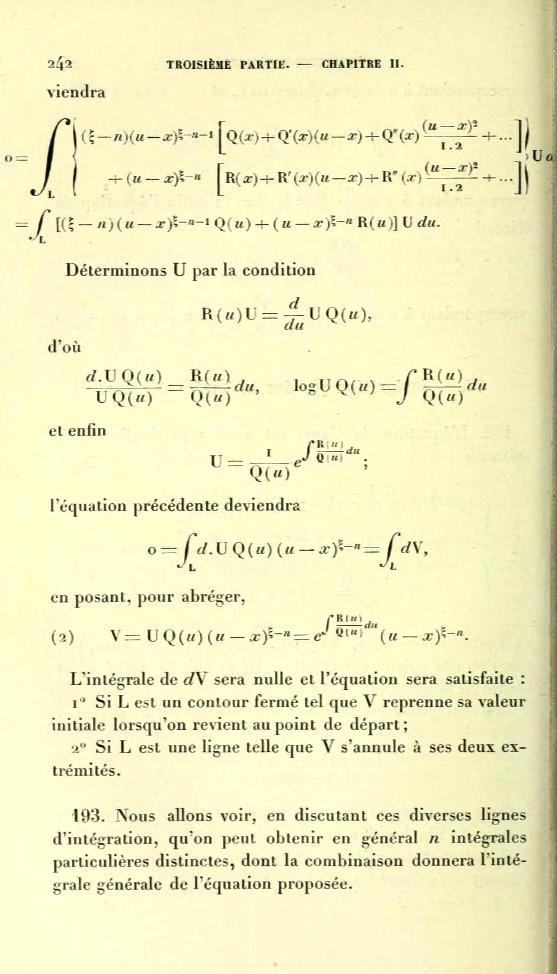 242 TROISIÈME PARTIE. — CHAPITRE II.
viendra
o = ∫_L { (ξ—n)(u—x)^{ξ-n-1} [Q(x)+Q'(x)(u—x)+Q"(x) (u—x)²/1.2 +...]
+ (u—x)^{ξ-n} [R(x)+R'(x)(u—x)+R"(x) (u—x)²/1.2 +...] } U
= ∫_L [(ξ — n)(u — x)^{ξ-n-1} Q(u) + (u — x)^{ξ-n} R(u)] U du.
Déterminons U par la condition
R(u)U = d/du U Q(u),
d'où
d.U Q(u) / U Q(u) = R(u)/Q(u) du, log U Q(u) = ∫ R(u)/Q(u) du
et enfin
U = 1/Q(u) e^{∫ R(u)/Q(u) du};
l'équation précédente deviendra
o = ∫_L d.U Q(u) (u — x)^{ξ-n} = ∫_L dV,
en posant, pour abréger,
(2) V = U Q(u) (u — x)^{ξ-n} = e^{∫ R(u)/Q(u) du} (u — x)^{ξ-n}.
L'intégrale de dV sera nulle et l'équation sera satisfaite :
1° Si L est un contour fermé tel que V reprenne sa valeur
initiale lorsqu'on revient au point de départ;
2° Si L est une ligne telle que V s'annule à ses deux ex-
trémités.
193. Nous allons voir, en discutant ces diverses lignes
d'intégration, qu'on peut obtenir en général n intégrales
particulières distinctes, dont la combinaison donnera l'inté-
grale générale de l'équation proposée.